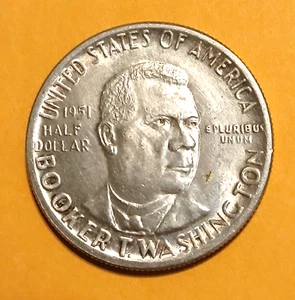 UNITED STATES OF AMERICA
1951
HALF
DOLLAR
E PLURIBUS
UNUM
BOOKER T. WASHINGTON